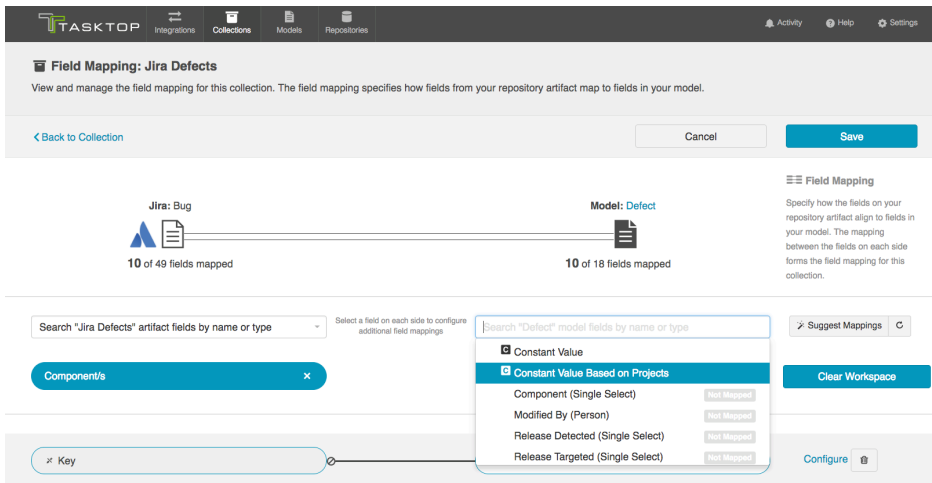 TASKTOP
Integrations
Collections
Models
Repositories
Activity
Help
Settings
Field Mapping: Jira Defects
View and manage the field mapping for this collection. The field mapping specifies how fields from your repository artifact map to fields in your model.
Back to Collection
Cancel
Save
Jira: Bug
10 of 49 fields mapped
Model: Defect
10 of 18 fields mapped
Field Mapping
Specify how the fields on your
repository artifact align to fields in
your model. The mapping
between the fields on each side
forms the field mapping for this
collection.
Search "Jira Defects" artifact fields by name or type
Select a field on each side to configure
additional field mappings
Search "Defect" model fields by name or type
Suggest Mappings
Component/s
C Constant Value
C Constant Value Based on Projects
Component (Single Select) Not Mapped
Modified By (Person) Not Mapped
Release Detected (Single Select) Not Mapped
Release Targeted (Single Select) Not Mapped
Clear Workspace
Key
Configure